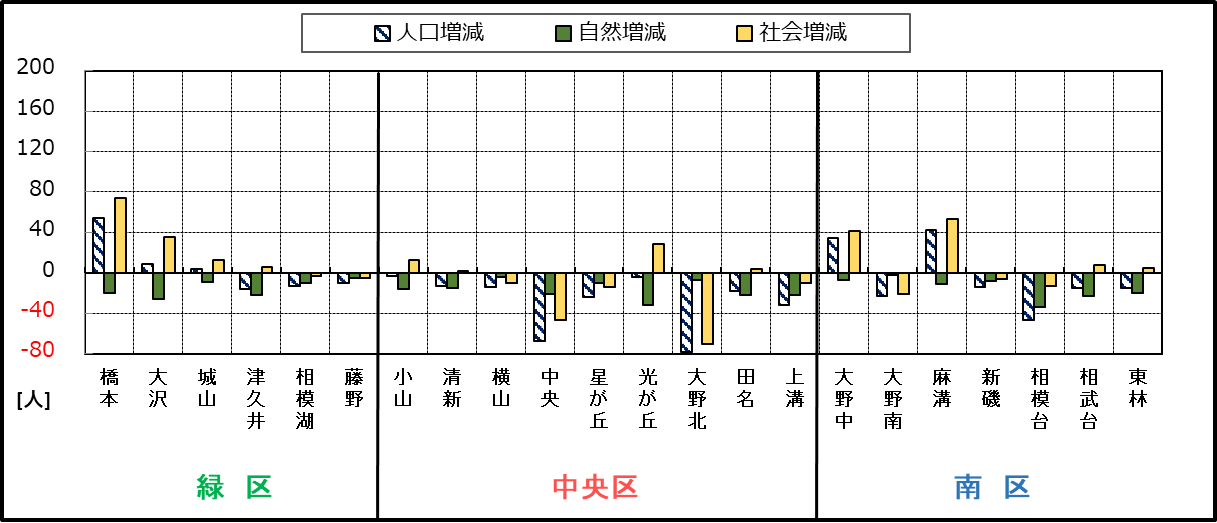 人口増減 自然増減 社会増減
200
160
120
80
40
0
-40
-80
[人]
橋本 大沢 城山 津久井 相模湖 藤野 小山 清新 横山 中央 星が丘 光が丘 大野北 田名 上溝 大野中 大野南 麻溝 新磯 相模台 相武台 東林
緑 区 中央区 南 区